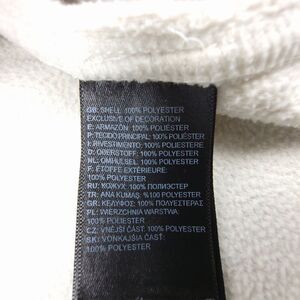 GB: SHELL: 100% POLYESTER
EXCLUSIVE OF DECORATION
E: ARMAZÓN: 100% POLIÉSTER
P: TECIDO PRINCIPAL: 100% POLIÉSTER
I: RIVESTIMENTO: 100% POLIESTERE
D: OBERSTOFF: 100% POLYESTER
NL: OMHULSEL: 100% POLYESTER
F: ÉTOFFE EXTÉRIEURE:
100% POLYESTER
RU: КОЖУХ: 100% ПОЛИЭСТЕР
TR: ANA KUMAŞ: %100 POLYESTER
GR: ΚΕΛΥΦΟΣ: 100% ΠΟΛΥΕΣΤΕΡΑΣ
PL: WIERZCHNIA WARSTWA:
100% POLIESTER
CZ: VNĚJŠÍ ČÁST: 100% POLYESTER
SK: VONKAJŠIA ČASŤ:
100% POLYESTER